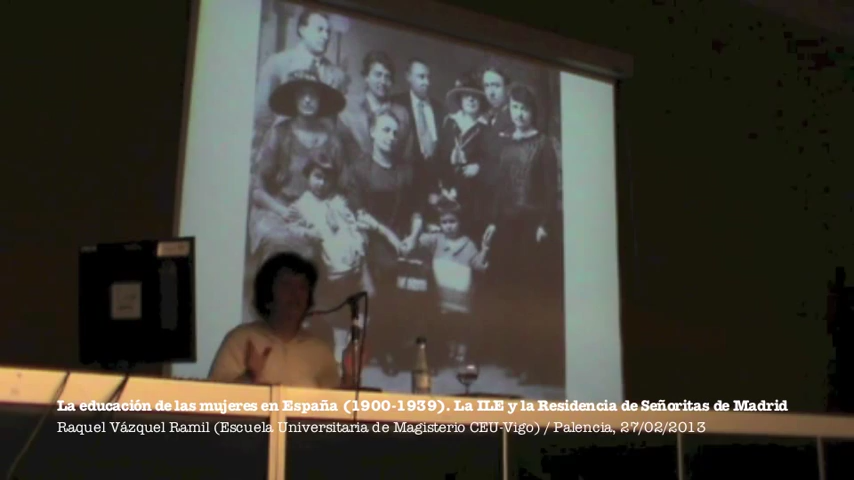 La educación de las mujeres en España (1900-1939). La ILE y la Residencia de Señoritas de Madrid
Raquel Vázquel Ramil (Escuela Universitaria de Magisterio CEU-Vigo) / Palencia, 27/02/2013